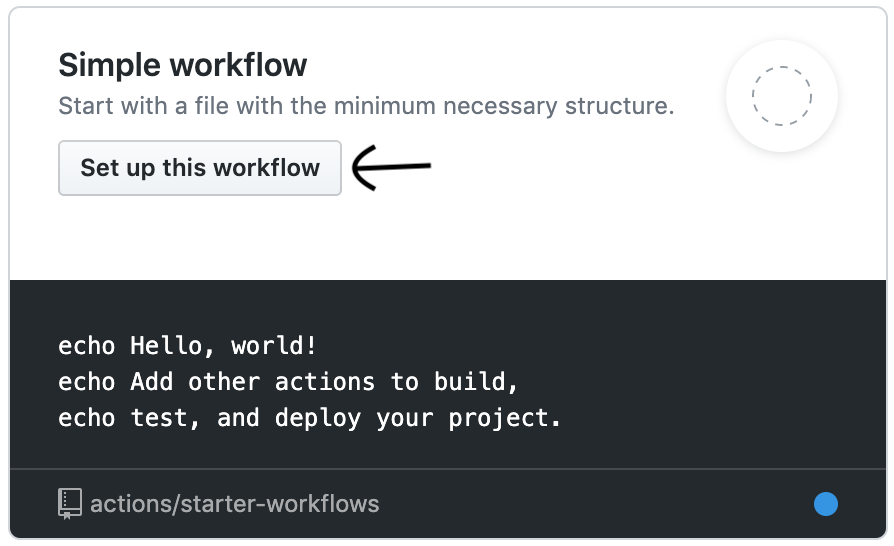 Simple workflow
Start with a file with the minimum necessary structure.
Set up this workflow
echo Hello, world!
echo Add other actions to build,
echo test, and deploy your project.
actions/starter-workflows